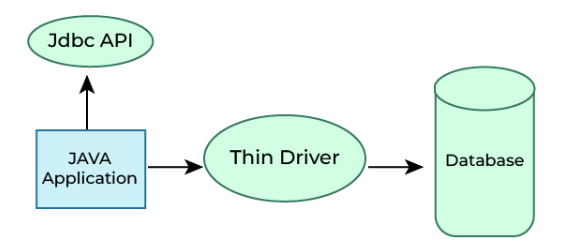 Jdbc API
JAVA
Application
Thin Driver
Database